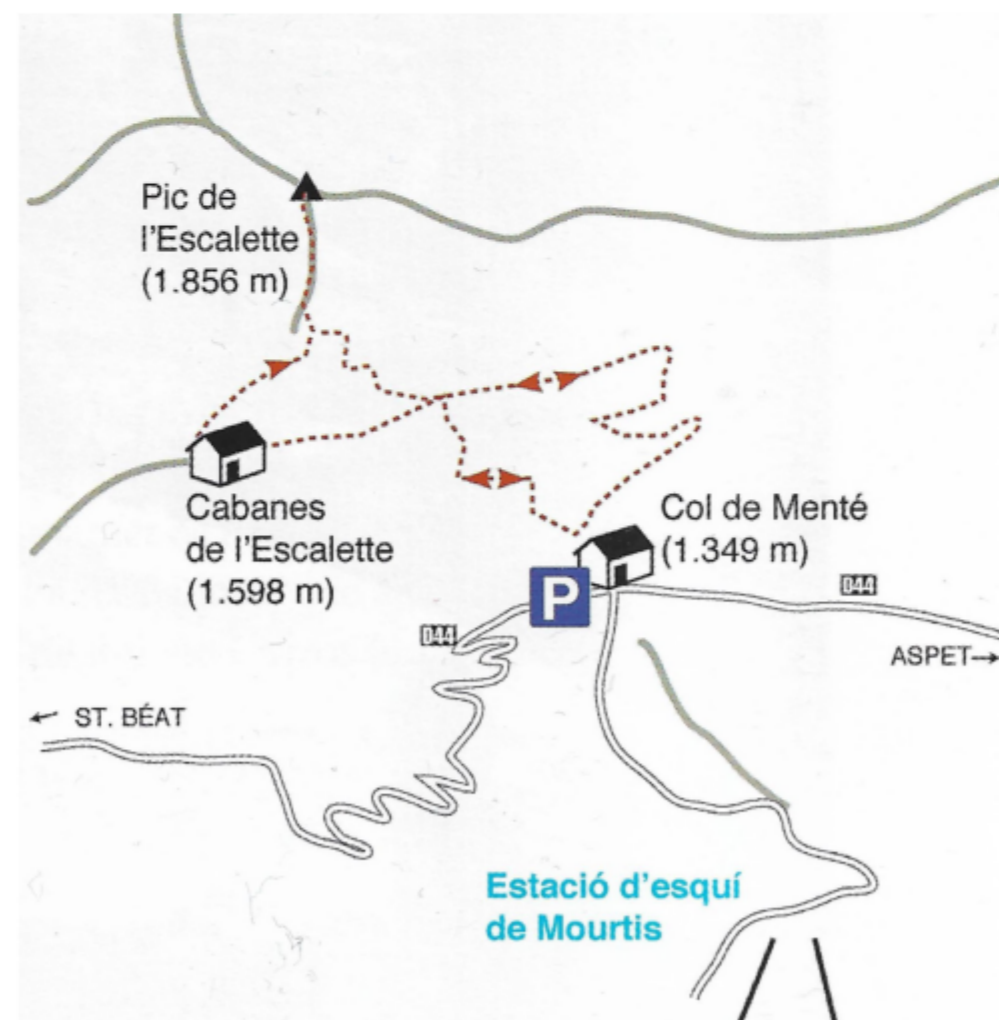 Pic de
l'Escalette
(1.856 m)
Cabanes
de l'Escalette
(1.598 m)
Col de Menté
(1.349 m)
P
D44
D44
ASPET→
← ST. BÉAT
Estació d'esquí
de Mourtis